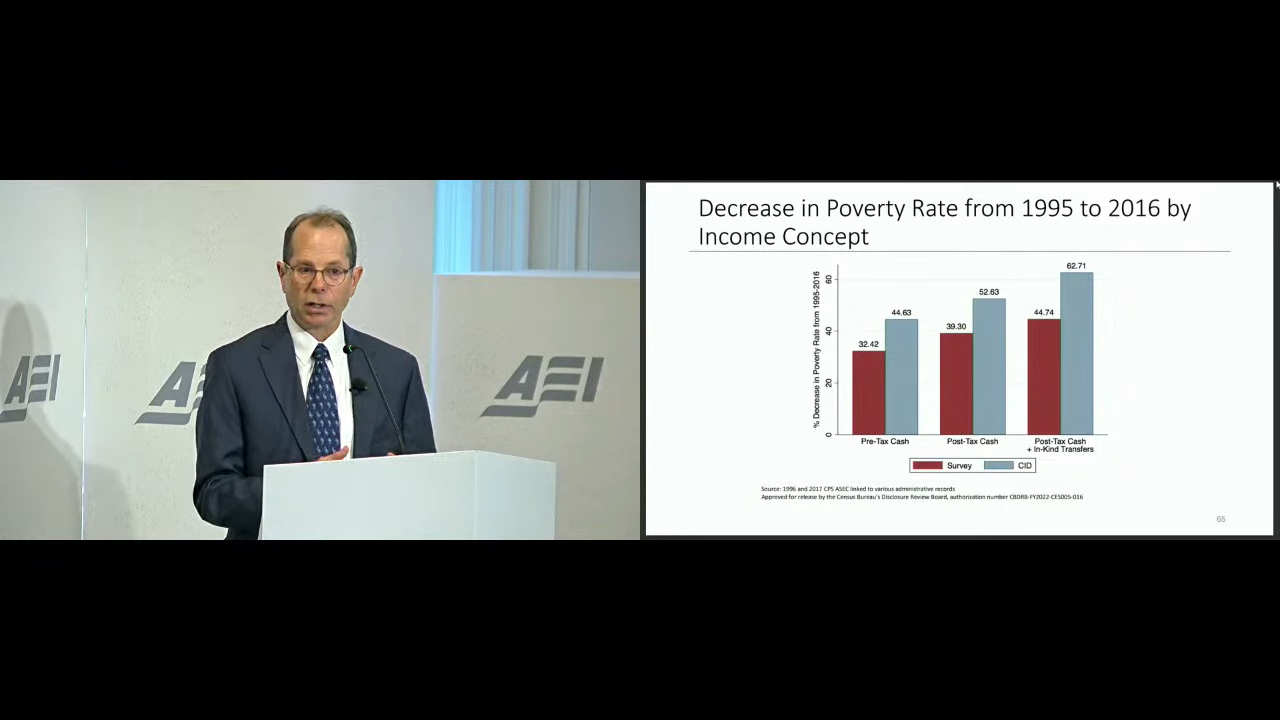 AEI
AEI
AEI
Decrease in Poverty Rate from 1995 to 2016 by
Income Concept
% Decrease in Poverty Rate from 1995-2016
60
40
20
0
32.42
44.63
39.30
52.63
44.74
62.71
Pre-Tax Cash
Post-Tax Cash
Post-Tax Cash
+ In-Kind Transfers
Survey
CID
Source: 1996 and 2017 CPS ASEC linked to various administrative records
Approved for release by the Census Bureau's Disclosure Review Board, authorization number CBDRB-FY2022-CES005-016
65